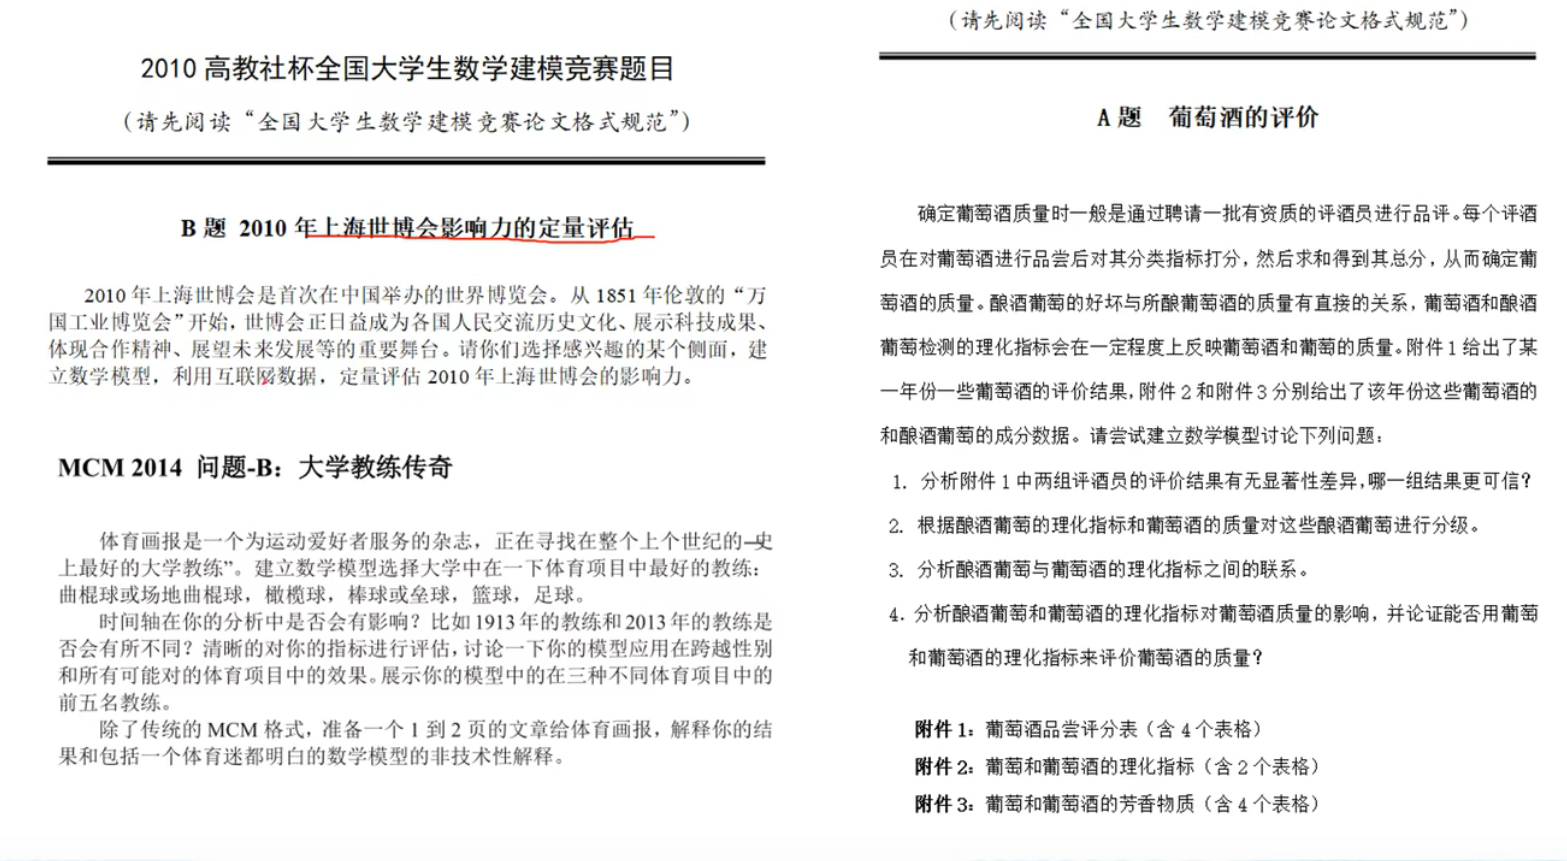 2010 高教社杯全国大学生数学建模竞赛题目
(请先阅读“全国大学生数学建模竞赛论文格式规范”)
B 题 2010 年上海世博会影响力的定量评估
2010 年上海世博会是首次在中国举办的世界博览会。从 1851 年伦敦的“万
国工业博览会”开始,世博会正日益成为各国人民交流历史文化、展示科技成果、
体现合作精神、展望未来发展等的重要舞台。请你们选择感兴趣的某个侧面,建
立数学模型,利用互联网数据,定量评估 2010 年上海世博会的影响力。
MCM 2014 问题-B:大学教练传奇
体育画报是一个为运动爱好者服务的杂志,正在寻找在整个上个世纪的―史
上最好的大学教练”。建立数学模型选择大学中在一下体育项目中最好的教练:
曲棍球或场地曲棍球,橄榄球,棒球或垒球,篮球,足球。
时间轴在你的分析中是否会有影响?比如 1913 年的教练和 2013 年的教练是
否会有所不同?清晰的对你的指标进行评估,讨论一下你的模型应用在跨越性别
和所有可能对的体育项目中的效果。展示你的模型中的在三种不同体育项目中的
前五名教练。
除了传统的 MCM 格式,准备一个 1 到 2 页的文章给体育画报,解释你的结
果和包括一个体育迷都明白的数学模型的非技术性解释。
(请先阅读“全国大学生数学建模竞赛论文格式规范”)
A 题 葡萄酒的评价
确定葡萄酒质量时一般是通过聘请一批有资质的评酒员进行品评。每个评酒
员在对葡萄酒进行品尝后对其分类指标打分,然后求和得到其总分,从而确定葡
萄酒的质量。酿酒葡萄的好坏与所酿葡萄酒的质量有直接的关系,葡萄酒和酿酒
葡萄检测的理化指标会在一定程度上反映葡萄酒和葡萄的质量。附件 1 给出了某
一年份一些葡萄酒的评价结果,附件 2 和附件 3 分别给出了该年份这些葡萄酒的
和酿酒葡萄的成分数据。请尝试建立数学模型讨论下列问题:
1. 分析附件 1 中两组评酒员的评价结果有无显著性差异,哪一组结果更可信?
2. 根据酿酒葡萄的理化指标和葡萄酒的质量对这些酿酒葡萄进行分级。
3. 分析酿酒葡萄与葡萄酒的理化指标之间的联系。
4. 分析酿酒葡萄和葡萄酒的理化指标对葡萄酒质量的影响,并论证能否用葡萄
和葡萄酒的理化指标来评价葡萄酒的质量?
附件 1:葡萄酒品尝评分表(含 4 个表格)
附件 2:葡萄和葡萄酒的理化指标(含 2 个表格)
附件 3:葡萄和葡萄酒的芳香物质(含 4 个表格)